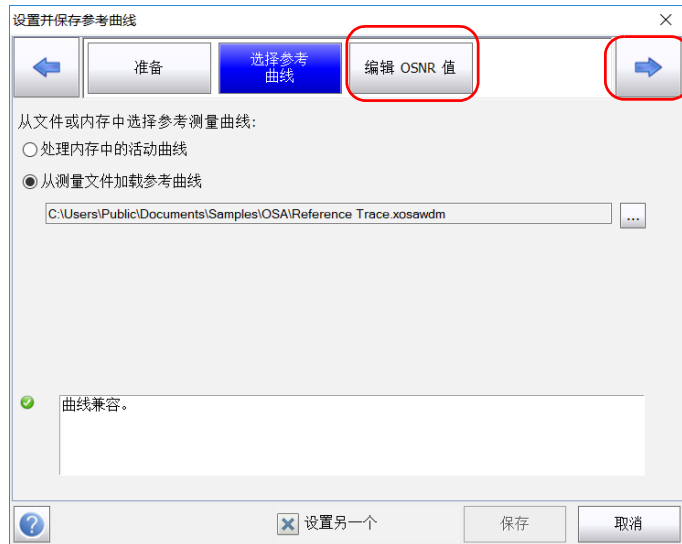 设置并保存参考曲线
准备
选择参考
曲线
编辑 OSNR 值
从文件或内存中选择参考测量曲线:
处理内存中的活动曲线
从测量文件加载参考曲线
C:\Users\Public\Documents\Samples\OSA\Reference Trace.xosawdm
...
曲线兼容。
设置另一个
保存
取消